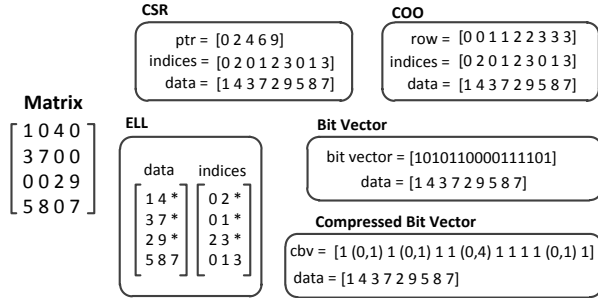 CSR
ptr = [0 2 4 6 9]
indices = [0 2 0 1 2 3 0 1 3]
data = [1 4 3 7 2 9 5 8 7]
COO
row = [0 0 1 1 2 2 3 3 3]
indices = [0 2 0 1 2 3 0 1 3]
data = [1 4 3 7 2 9 5 8 7]
Matrix
1 0 4 0
3 7 0 0
0 0 2 9
5 8 0 7
ELL
data indices
1 4 * 0 2 *
3 7 * 0 1 *
2 9 * 2 3 *
5 8 7 0 1 3
Bit Vector
bit vector = [1010110000111101]
data = [1 4 3 7 2 9 5 8 7]
Compressed Bit Vector
cbv = [1 (0,1) 1 (0,1) 1 1 (0,4) 1 1 1 1 (0,1) 1]
data = [1 4 3 7 2 9 5 8 7]